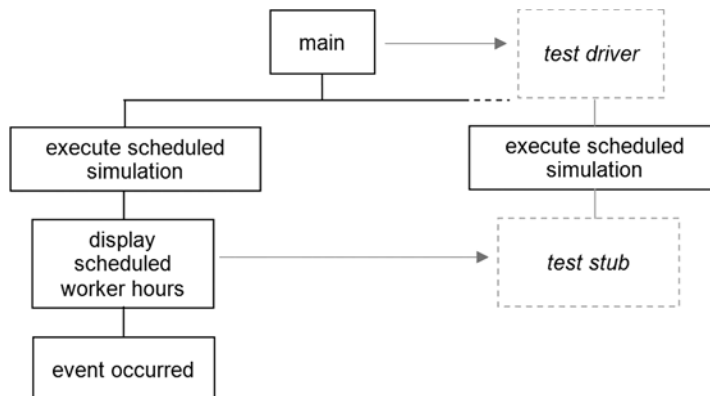 main
test driver
execute scheduled
simulation
execute scheduled
simulation
display
scheduled
worker hours
test stub
event occurred